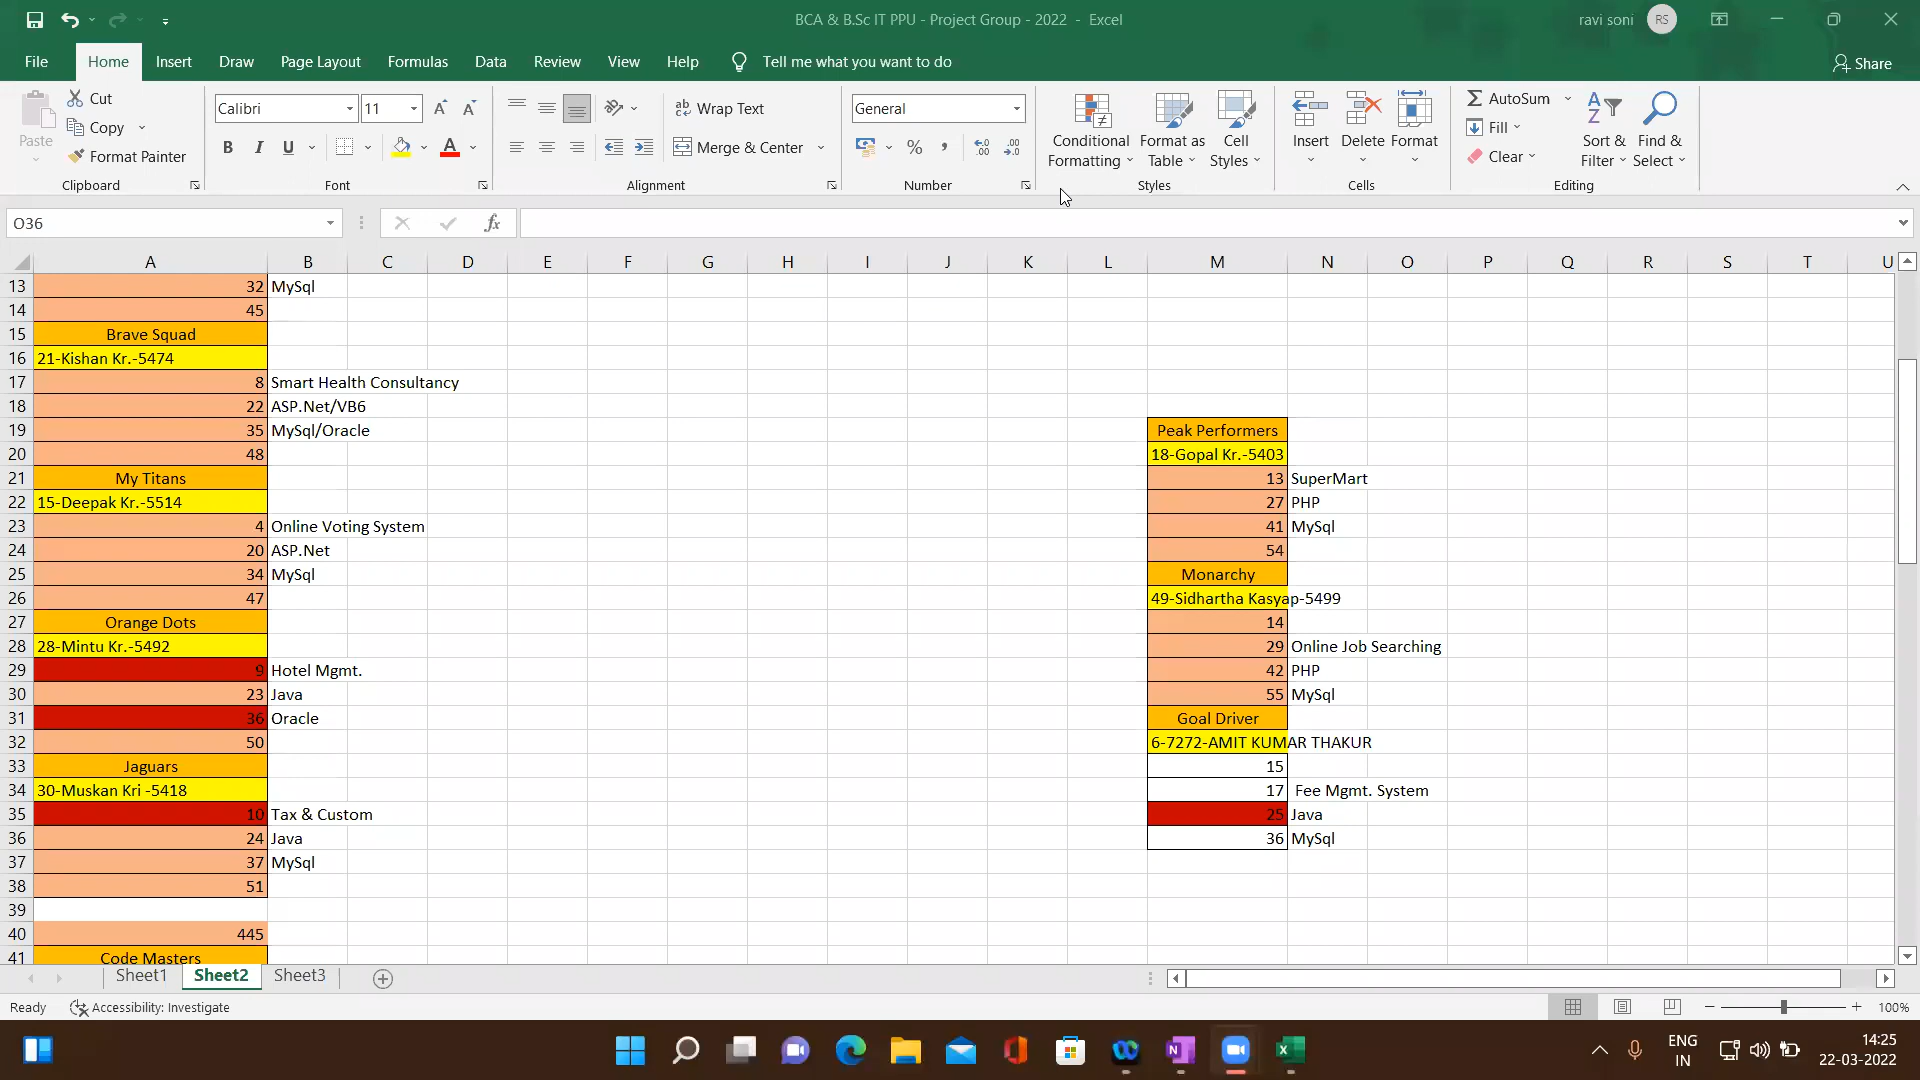 BCA & B.Sc IT PPU - Project Group - 2022 - Excel
ravi soni
RS
File Home Insert Draw Page Layout Formulas Data Review View Help Tell me what you want to do
Share
Paste
Cut
Copy
Format Painter
Clipboard
Calibri 11
B I U
Font
Wrap Text
Merge & Center
Alignment
General
Number
Conditional Formatting
Format as Table
Cell Styles
Styles
Insert Delete Format
Cells
AutoSum
Fill
Clear
Sort & Filter
Find & Select
Editing
O36
fx
A B C D E F G H I J K L M N O P Q R S T U
13 32 MySql
14 45
15 Brave Squad
16 21-Kishan Kr.-5474
17 8 Smart Health Consultancy
18 22 ASP.Net/VB6
19 35 MySql/Oracle Peak Performers
20 48 18-Gopal Kr.-5403
21 My Titans 13 SuperMart
22 15-Deepak Kr.-5514 27 PHP
23 4 Online Voting System 41 MySql
24 20 ASP.Net 54
25 34 MySql Monarchy
26 47 49-Sidhartha Kasyap-5499
27 Orange Dots 14
28 28-Mintu Kr.-5492 29 Online Job Searching
29 9 Hotel Mgmt. 42 PHP
30 23 Java 55 MySql
31 36 Oracle Goal Driver
32 50 6-7272-AMIT KUMAR THAKUR
33 Jaguars 15
34 30-Muskan Kri -5418 17 Fee Mgmt. System
35 10 Tax & Custom 25 Java
36 24 Java 36 MySql
37 37 MySql
38 51
39
40 445
41 Code Masters
Sheet1 Sheet2 Sheet3
Ready Accessibility: Investigate
100%
ENG
IN
14:25
22-03-2022